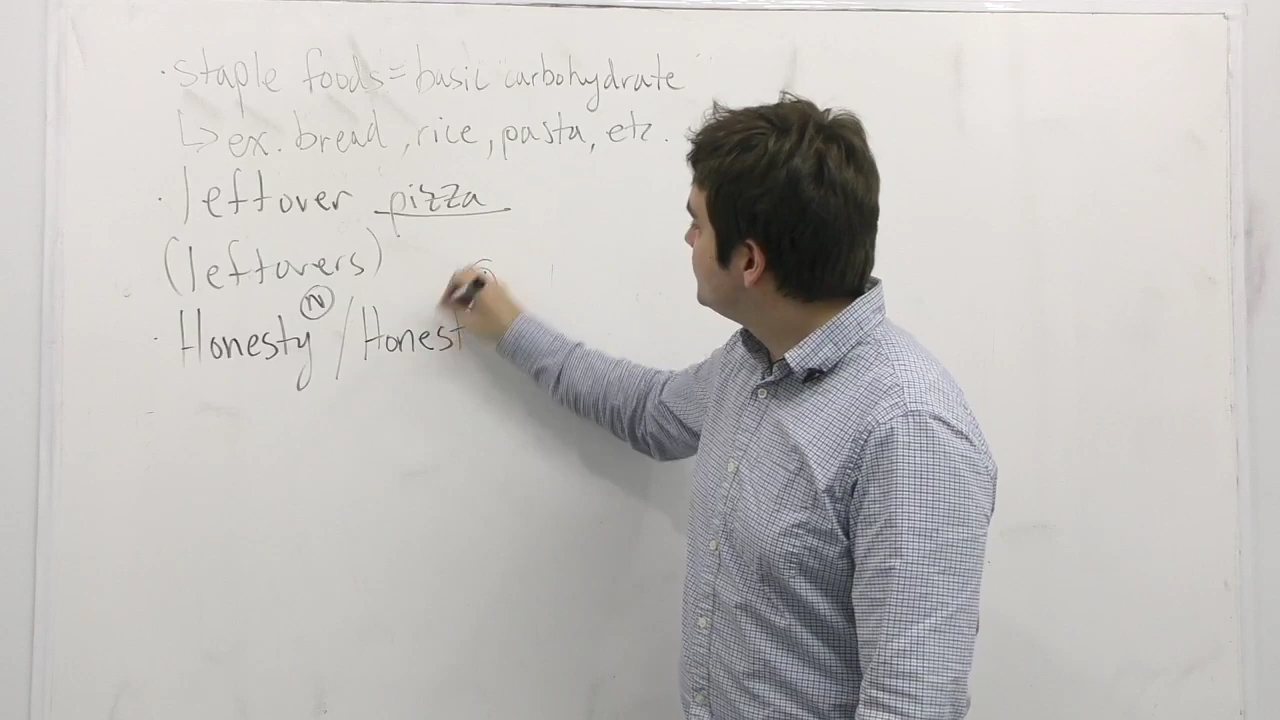 · staple foods = basic "carbohydrate"
↳ ex. bread, rice, pasta, etc.
· leftover pizza
(leftovers)
· Honesty (N) / Honest